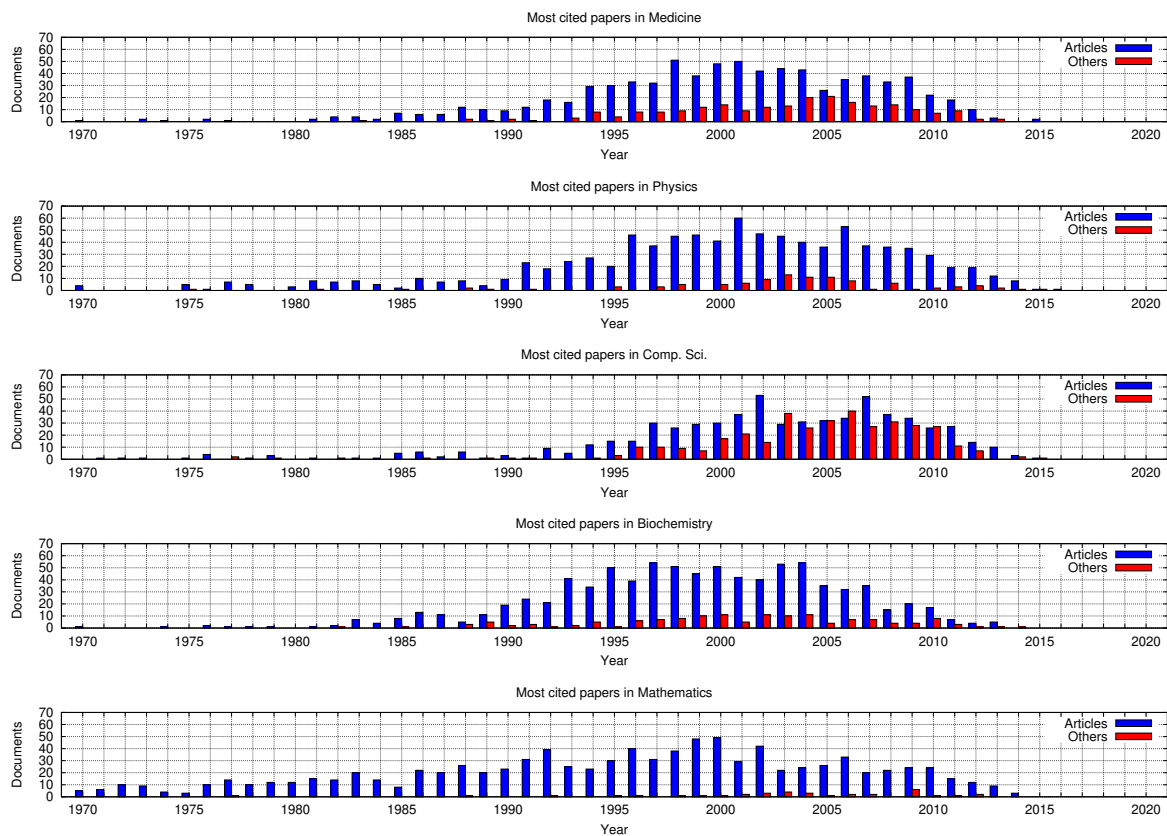 Most cited papers in Medicine
Documents
70
60
50
40
30
20
10
0
Articles
Others
1970 1975 1980 1985 1990 1995 2000 2005 2010 2015 2020
Year
Most cited papers in Physics
Documents
70
60
50
40
30
20
10
0
Articles
Others
1970 1975 1980 1985 1990 1995 2000 2005 2010 2015 2020
Year
Most cited papers in Comp. Sci.
Documents
70
60
50
40
30
20
10
0
Articles
Others
1970 1975 1980 1985 1990 1995 2000 2005 2010 2015 2020
Year
Most cited papers in Biochemistry
Documents
70
60
50
40
30
20
10
0
Articles
Others
1970 1975 1980 1985 1990 1995 2000 2005 2010 2015 2020
Year
Most cited papers in Mathematics
Documents
70
60
50
40
30
20
10
0
Articles
Others
1970 1975 1980 1985 1990 1995 2000 2005 2010 2015 2020
Year